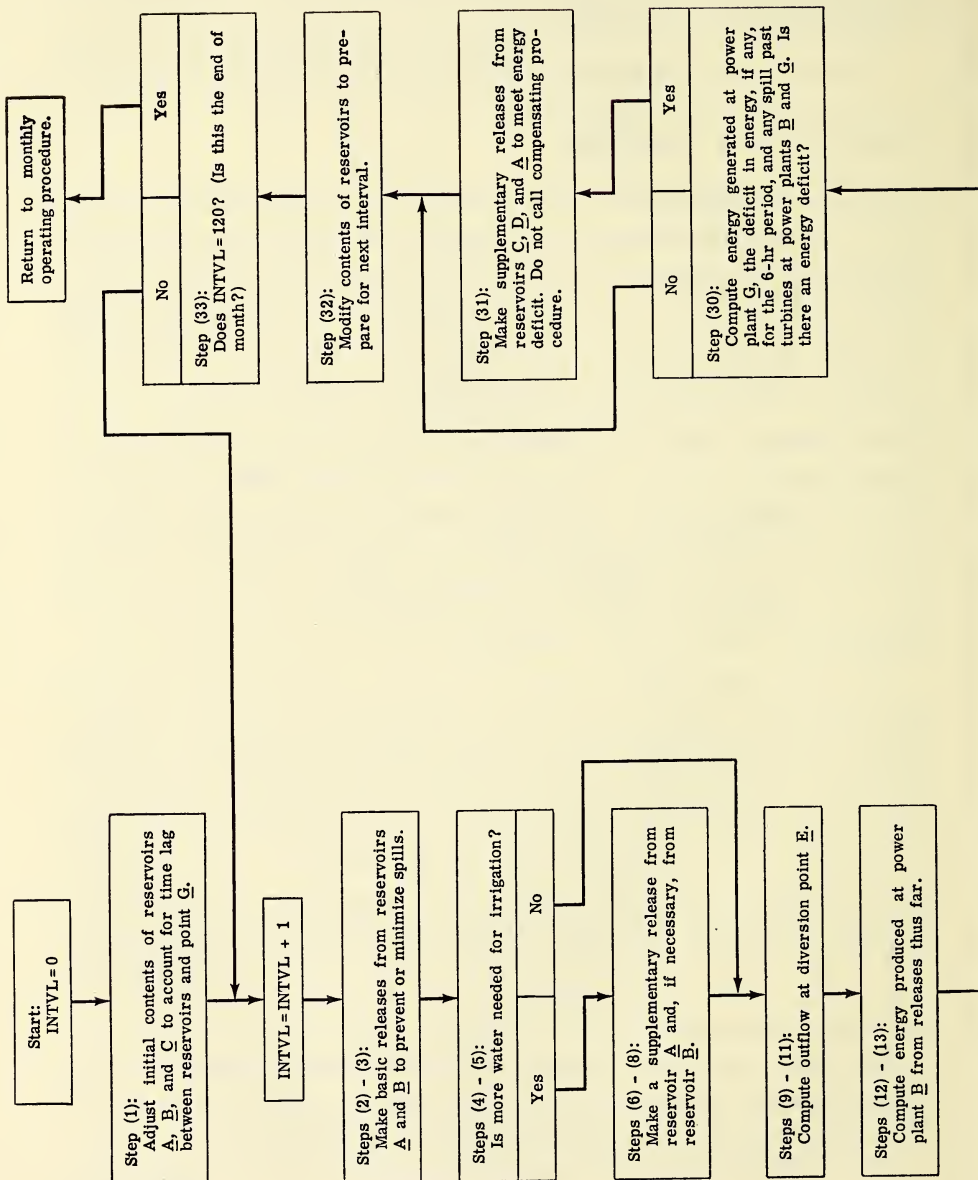 Start:
INTVL = 0
Step (1):
Adjust initial contents of reservoirs
A, B, and C to account for time lag
between reservoirs and point G.
INTVL = INTVL + 1
Steps (2) - (3):
Make basic releases from reservoirs
A and B to prevent or minimize spills.
Steps (4) - (5):
Is more water needed for irrigation?
Yes
No
Steps (6) - (8):
Make a supplementary release from
reservoir A and, if necessary, from
reservoir B.
Steps (9) - (11):
Compute outflow at diversion point E.
Steps (12) - (13):
Compute energy produced at power
plant B from releases thus far.
Return to monthly
operating procedure.
No
Yes
Step (33):
Does INTVL = 120? (Is this the end of
month?)
Step (32):
Modify contents of reservoirs to pre-
pare for next interval.
Step (31):
Make supplementary releases from
reservoirs C, D, and A to meet energy
deficit. Do not call compensating pro-
cedure.
No
Yes
Step (30):
Compute energy generated at power
plant G, the deficit in energy, if any,
for the 6-hr period, and any spill past
turbines at power plants B and G. Is
there an energy deficit?